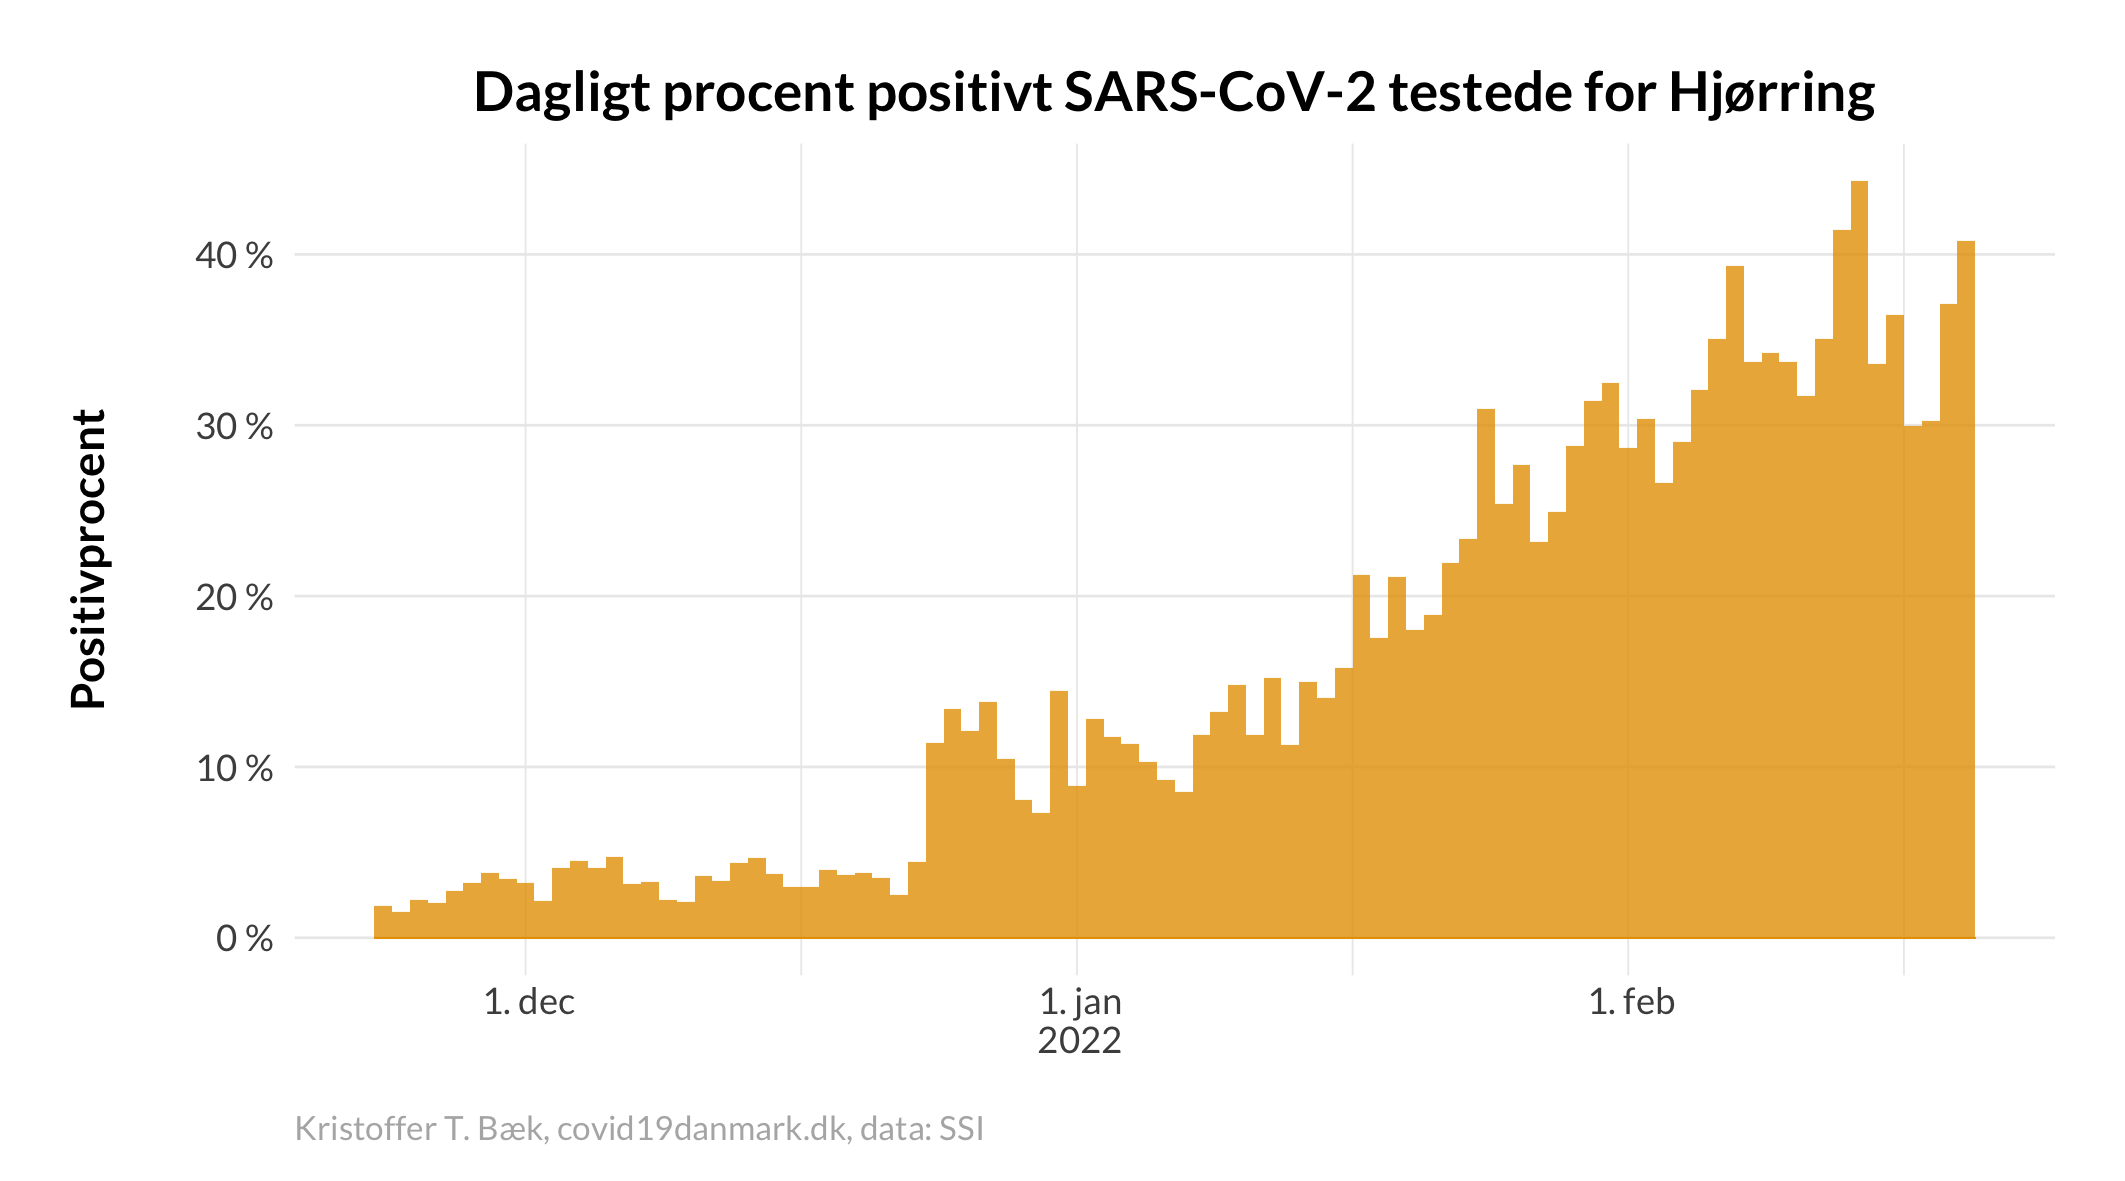 Dagligt procent positivt SARS-CoV-2 testede for Hjørring
Positivprocent
40 %
30 %
20 %
10 %
0 %
1. dec
1. jan
2022
1. feb
Kristoffer T. Bæk, covid19danmark.dk, data: SSI